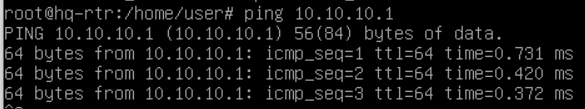 root@hq-rtr:/home/user# ping 10.10.10.1
PING 10.10.10.1 (10.10.10.1) 56(84) bytes of data.
64 bytes from 10.10.10.1: icmp_seq=1 ttl=64 time=0.731 ms
64 bytes from 10.10.10.1: icmp_seq=2 ttl=64 time=0.420 ms
64 bytes from 10.10.10.1: icmp_seq=3 ttl=64 time=0.372 ms